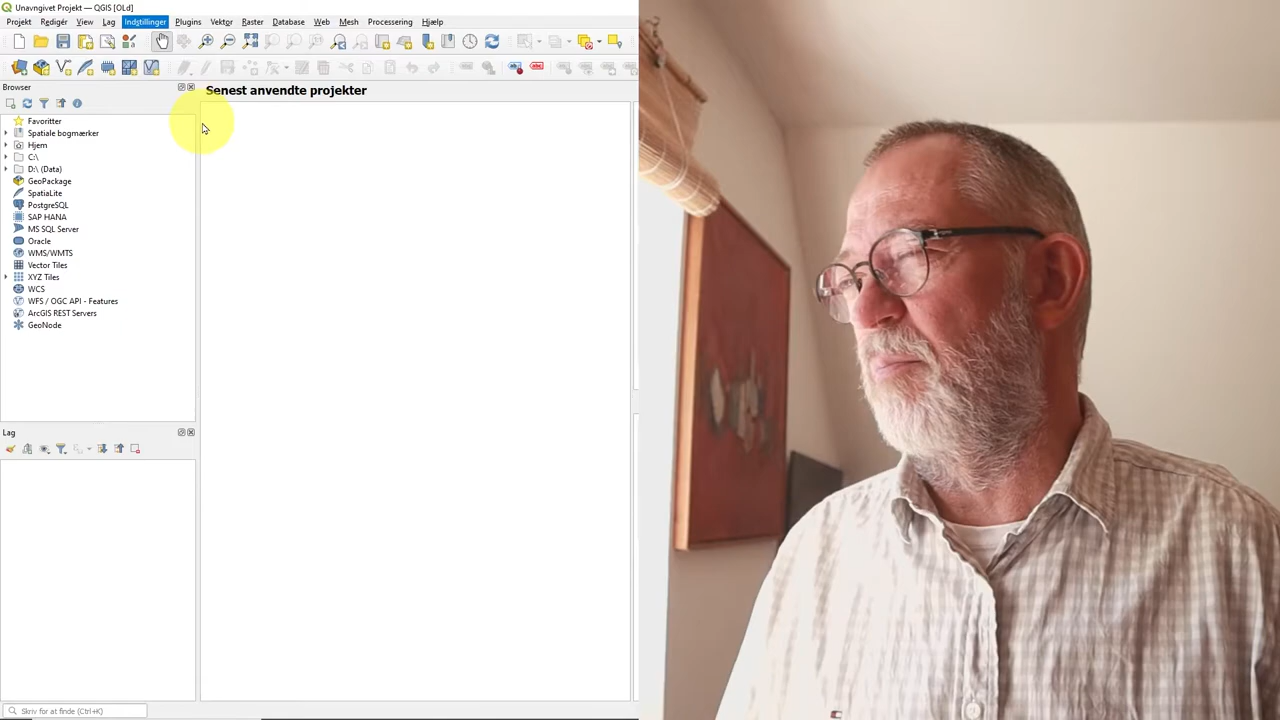 Unavngivet Projekt — QGIS [OLd]
Projekt Redigér View Lag Indstillinger Plugins Vektor Raster Database Web Mesh Processering Hjælp
Browser
Senest anvendte projekter
Favoritter
Spatiale bogmærker
Hjem
C:\
D:\ (Data)
GeoPackage
SpatiaLite
PostgreSQL
SAP HANA
MS SQL Server
Oracle
WMS/WMTS
Vector Tiles
XYZ Tiles
WCS
WFS / OGC API - Features
ArcGIS REST Servers
GeoNode
Lag
Skriv for at finde (Ctrl+K)